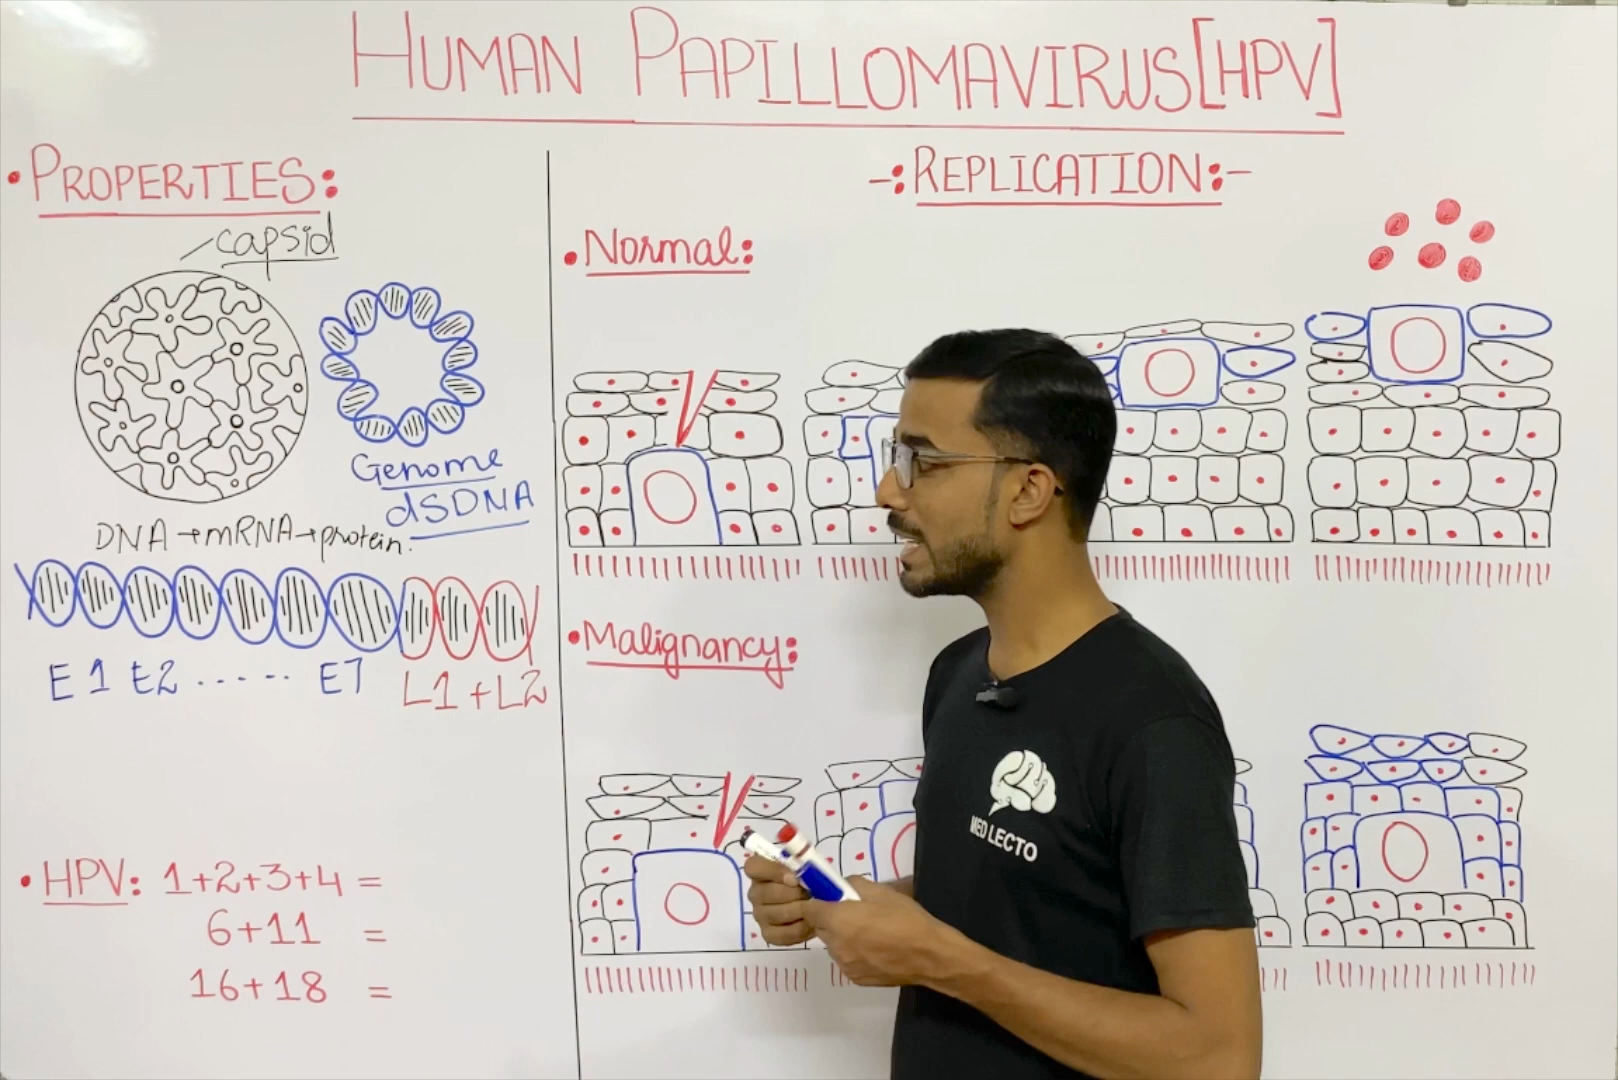 HUMAN PAPILLOMAVIRUS[HPV]
• PROPERTIES:
capsid
Genome
dSDNA
DNA → mRNA → protein.
E1 E2 ...... E7 L1 + L2
• HPV: 1+2+3+4 =
6+11 =
16+18 =
-: REPLICATION:-
• Normal:
• Malignancy:
MED LECTO